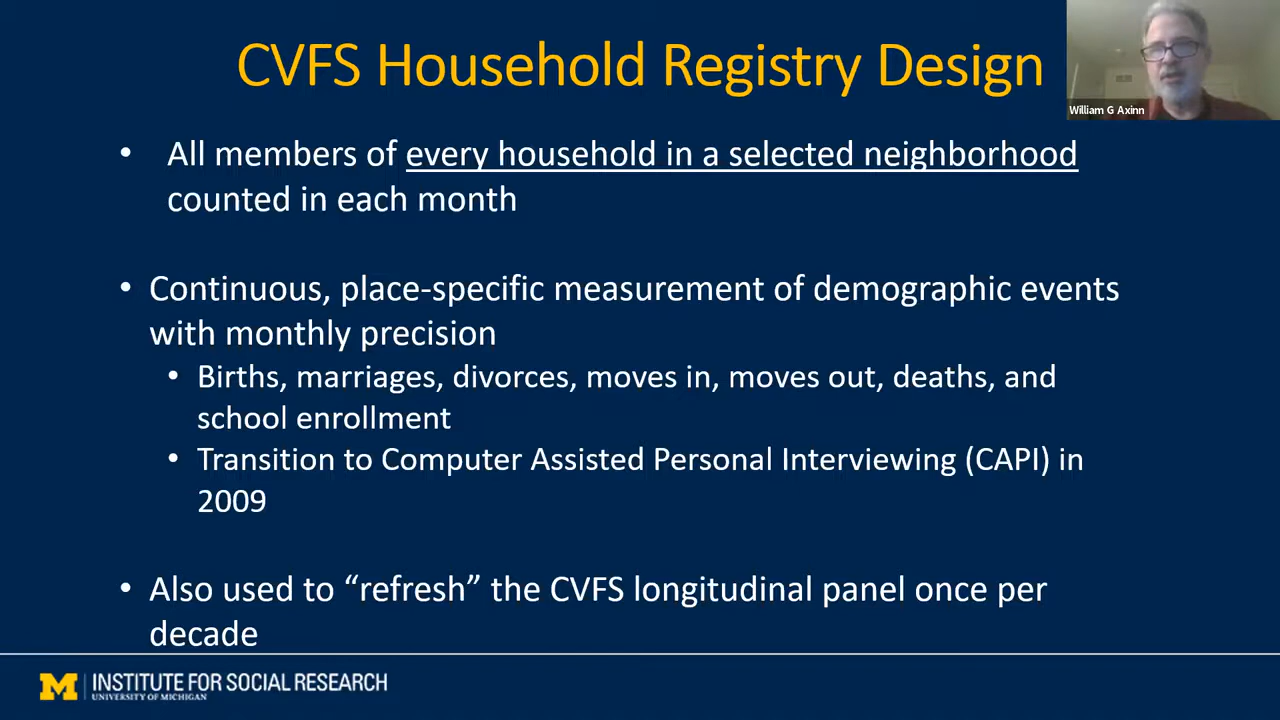 CVFS Household Registry Design
William G Axinn
• All members of every household in a selected neighborhood
counted in each month
• Continuous, place-specific measurement of demographic events
with monthly precision
• Births, marriages, divorces, moves in, moves out, deaths, and
school enrollment
• Transition to Computer Assisted Personal Interviewing (CAPI) in
2009
• Also used to “refresh” the CVFS longitudinal panel once per
decade
M INSTITUTE FOR SOCIAL RESEARCH
UNIVERSITY OF MICHIGAN